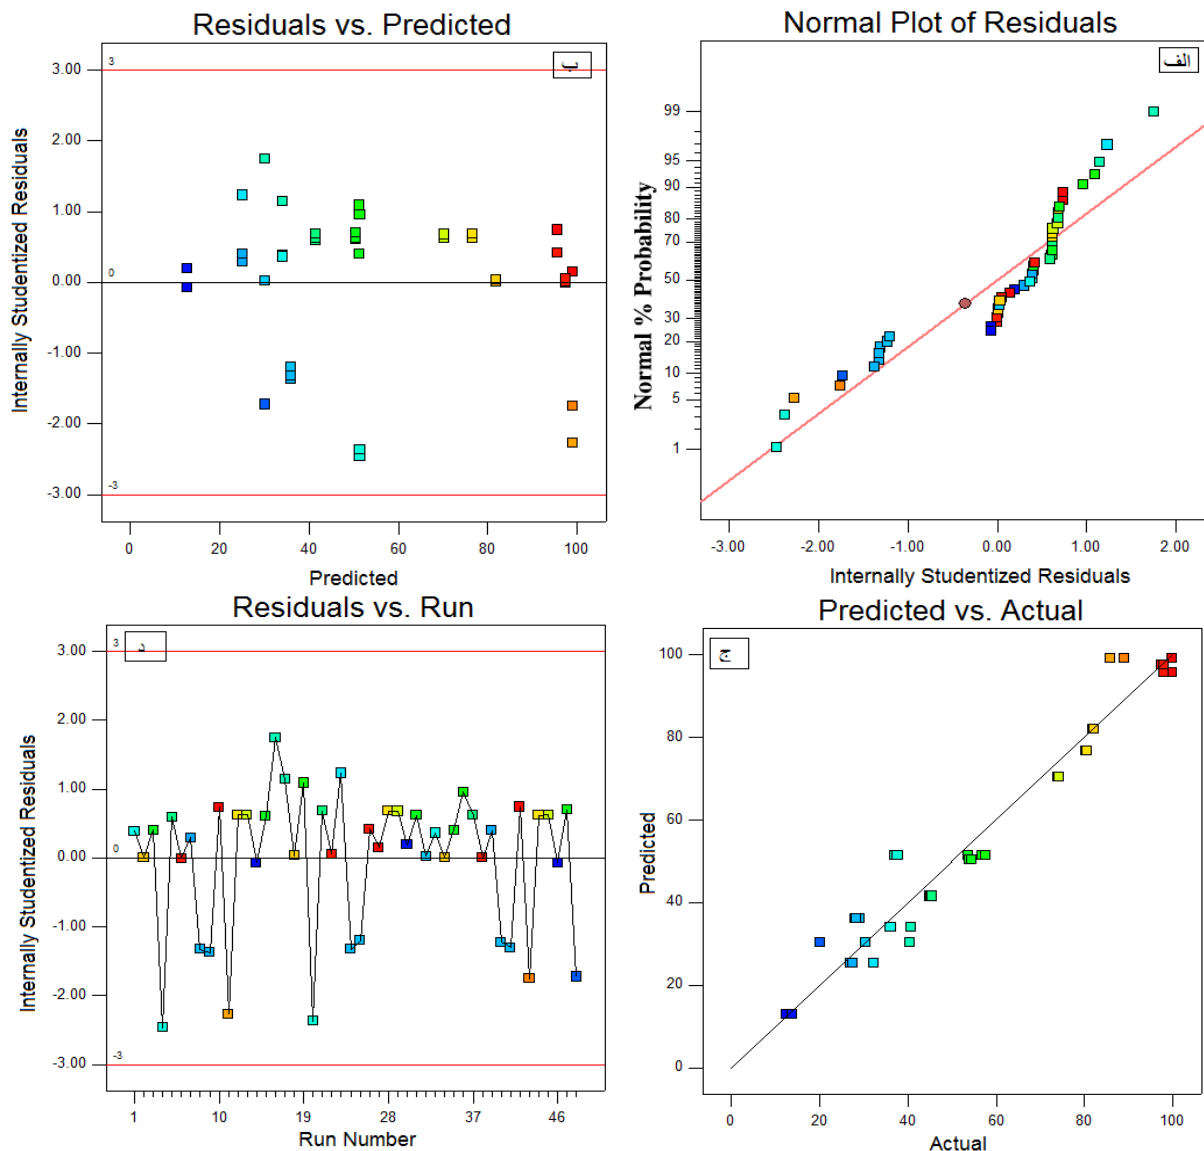 Residuals vs. Predicted
ب
Internally Studentized Residuals
3.00
2.00
1.00
0.00
-1.00
-2.00
-3.00
3
0
-3
0 20 40 60 80 100
Predicted
Normal Plot of Residuals
الف
Normal % Probability
99
95
90
80
70
50
30
20
10
5
1
-3.00 -2.00 -1.00 0.00 1.00 2.00
Internally Studentized Residuals
Residuals vs. Run
د
Internally Studentized Residuals
3.00
2.00
1.00
0.00
-1.00
-2.00
-3.00
3
0
-3
1 10 19 28 37 46
Run Number
Predicted vs. Actual
ج
Predicted
100
80
60
40
20
0
0 20 40 60 80 100
Actual